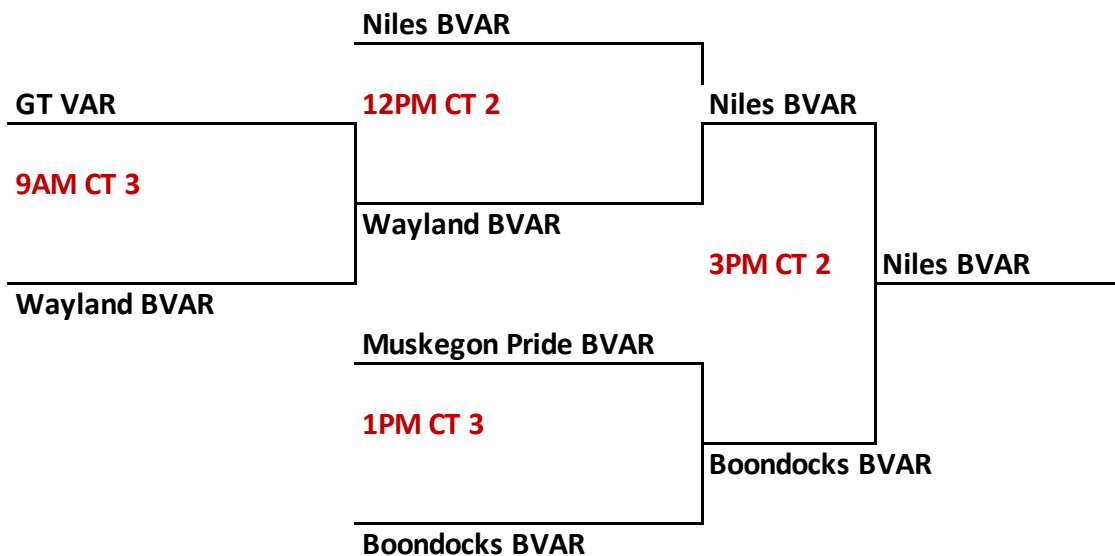 Niles BVAR
GT VAR
12PM CT 2
Niles BVAR
9AM CT 3
Wayland BVAR
3PM CT 2
Niles BVAR
Wayland BVAR
Muskegon Pride BVAR
1PM CT 3
Boondocks BVAR
Boondocks BVAR